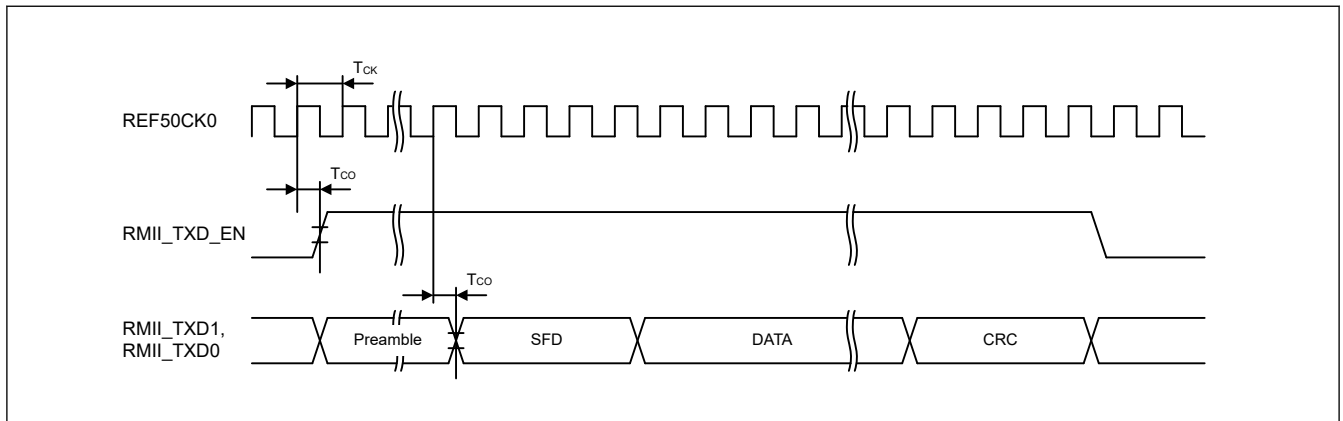 TCK
REF50CK0
TCO
RMII_TXD_EN
TCO
RMII_TXD1,
RMII_TXD0
Preamble SFD DATA CRC